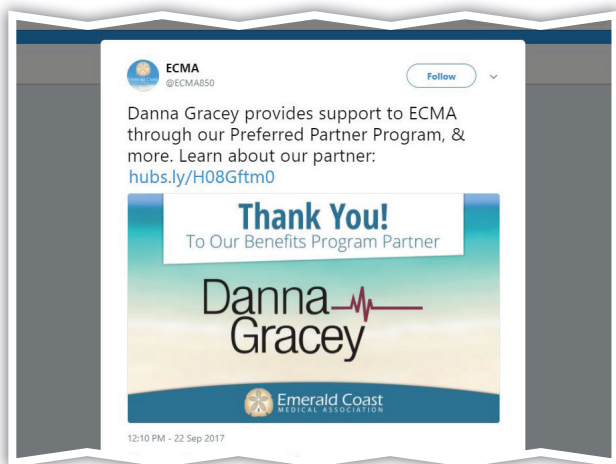 ECMA
@ECMA850
Follow
Danna Gracey provides support to ECMA
through our Preferred Partner Program, &
more. Learn about our partner:
hubs.ly/H08Gftm0
Thank You!
To Our Benefits Program Partner
Danna
Gracey
Emerald Coast
MEDICAL ASSOCIATION
12:10 PM - 22 Sep 2017